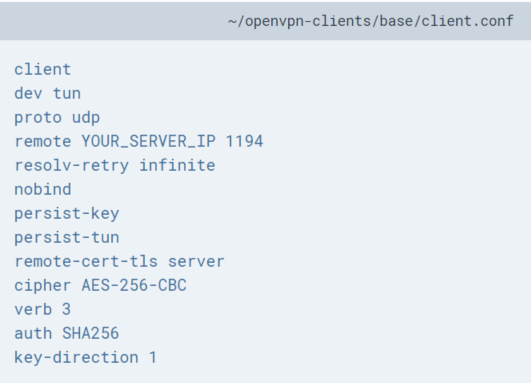 ~/openvpn-clients/base/client.conf
client
dev tun
proto udp
remote YOUR_SERVER_IP 1194
resolv-retry infinite
nobind
persist-key
persist-tun
remote-cert-tls server
cipher AES-256-CBC
verb 3
auth SHA256
key-direction 1